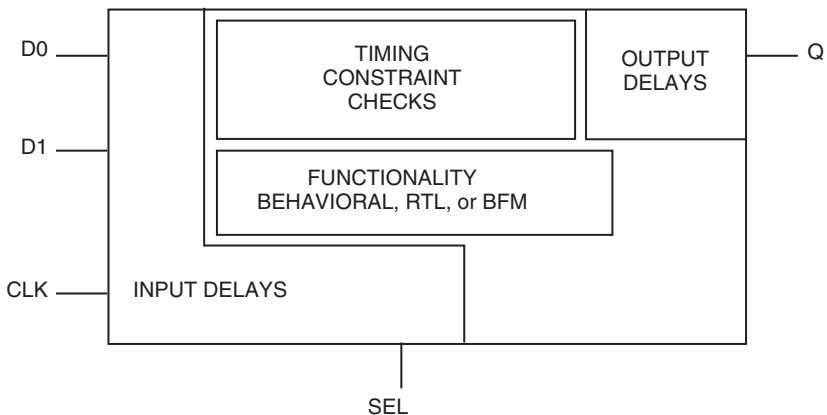 D0
TIMING
CONSTRAINT
CHECKS
OUTPUT
DELAYS
Q
D1
FUNCTIONALITY
BEHAVIORAL, RTL, or BFM
CLK
INPUT DELAYS
SEL